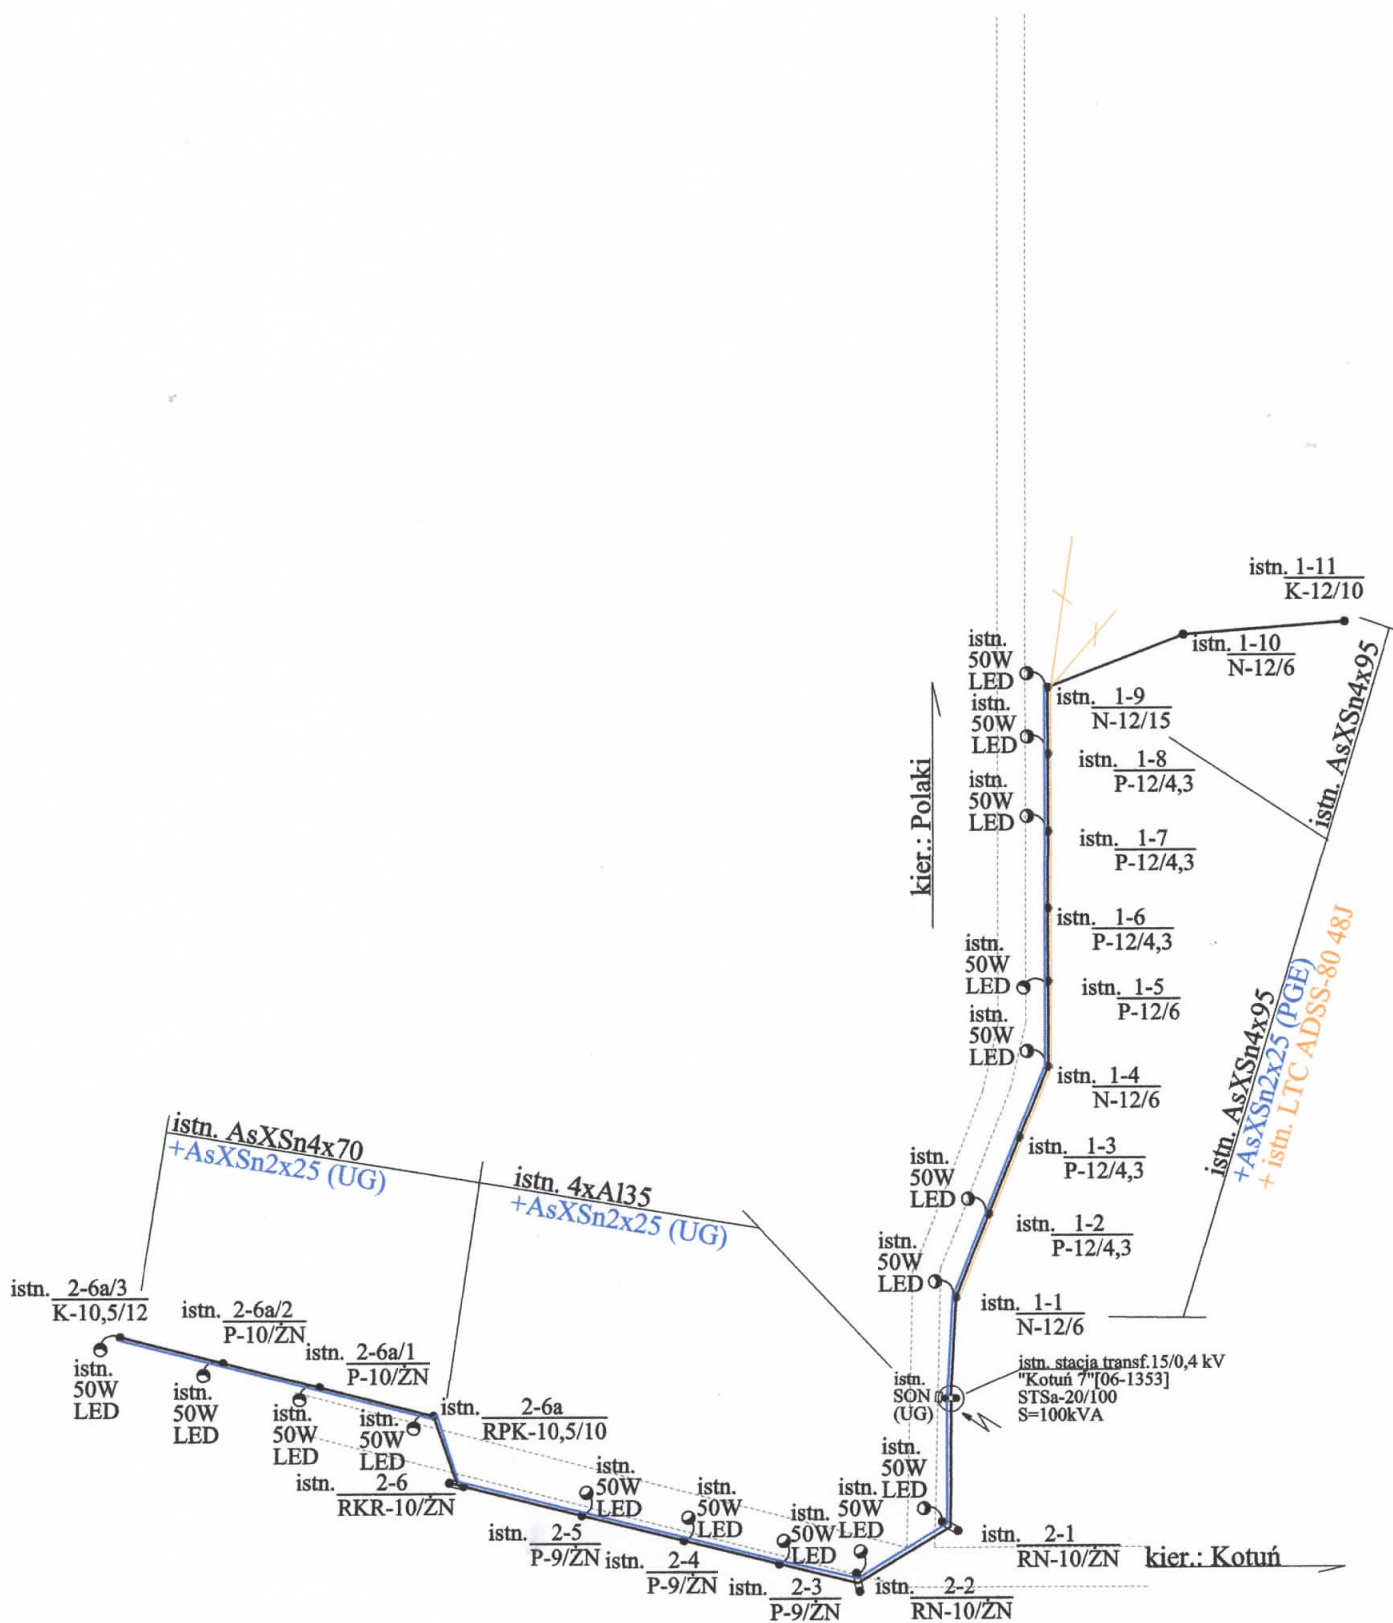 istn. 1-11
K-12/10
istn. 1-10
N-12/6
istn.
50W
LED
istn. 1-9
N-12/15
istn.
50W
LED
istn. 1-8
P-12/4,3
istn.
50W
LED
istn. 1-7
P-12/4,3
kier.: Polaki
istn. AsXSn4x95
istn. 1-6
P-12/4,3
istn.
50W
LED
istn. 1-5
P-12/6
istn.
50W
LED
istn. 1-4
N-12/6
istn. AsXSn4x95
+AsXSn2x25 (PGE)
+ istn. LTC ADSS-80 48J
istn. 1-3
P-12/4,3
istn.
50W
LED
istn. 1-2
P-12/4,3
istn.
50W
LED
istn. 1-1
N-12/6
istn. AsXSn4x70
+AsXSn2x25 (UG)
istn. 4xAl35
+AsXSn2x25 (UG)
istn. 2-6a/3
K-10,5/12
istn. 2-6a/2
P-10/ŻN
istn. 2-6a/1
P-10/ŻN
istn. 2-6a
RPK-10,5/10
istn.
50W
LED
istn.
50W
LED
istn.
50W
LED
istn.
50W
LED
istn.
SON
(UG)
istn. stacja transf.15/0,4 kV
"Kotuń 7"[06-1353]
STSa-20/100
S=100kVA
istn. 2-6
RKR-10/ŻN
istn.
50W
LED
istn.
50W
LED
istn.
50W
LED
istn.
50W
LED
istn.
50W
LED
istn. 2-5
P-9/ŻN
istn. 2-4
P-9/ŻN
istn. 2-3
P-9/ŻN
istn. 2-2
RN-10/ŻN
istn. 2-1
RN-10/ŻN
kier.: Kotuń